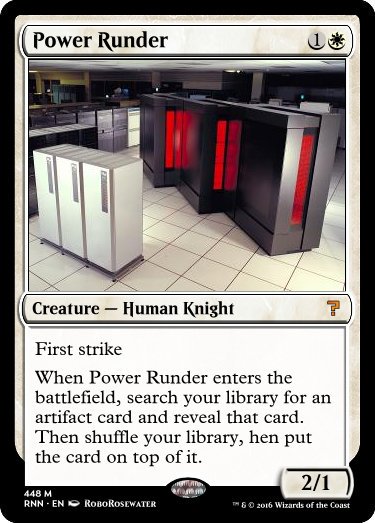 Power Runder 1
Creature — Human Knight
First strike
When Power Runder enters the
battlefield, search your library for an
artifact card and reveal that card.
Then shuffle your library, hen put
the card on top of it.
2/1
448 M
RNN • EN RoboRosewater
™ & © 2016 Wizards of the Coast